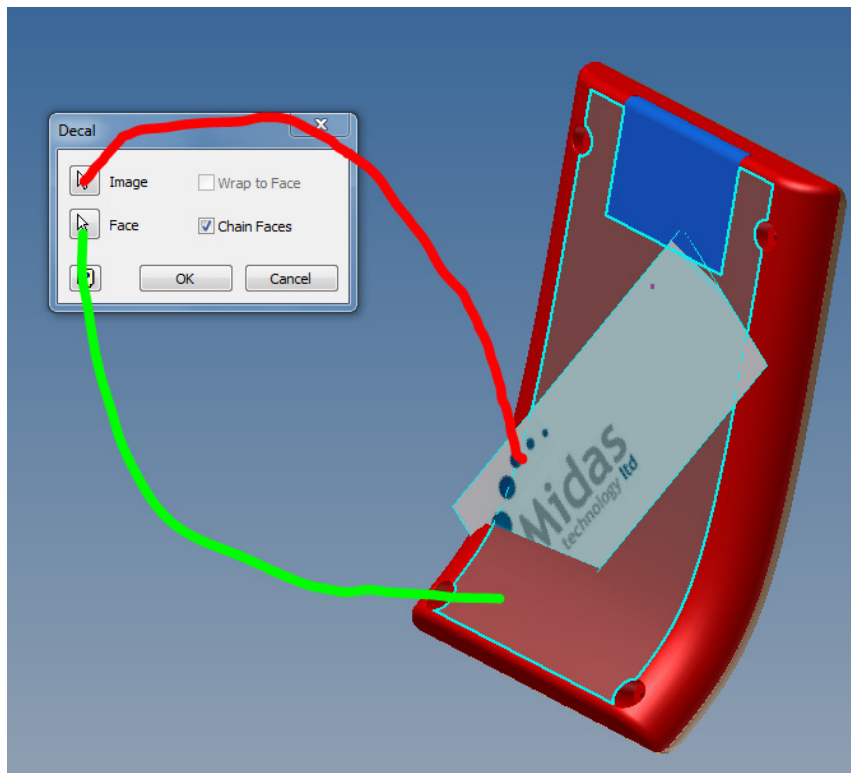 Decal
Image
Wrap to Face
Face
Chain Faces
OK
Cancel
Midas
technology ltd